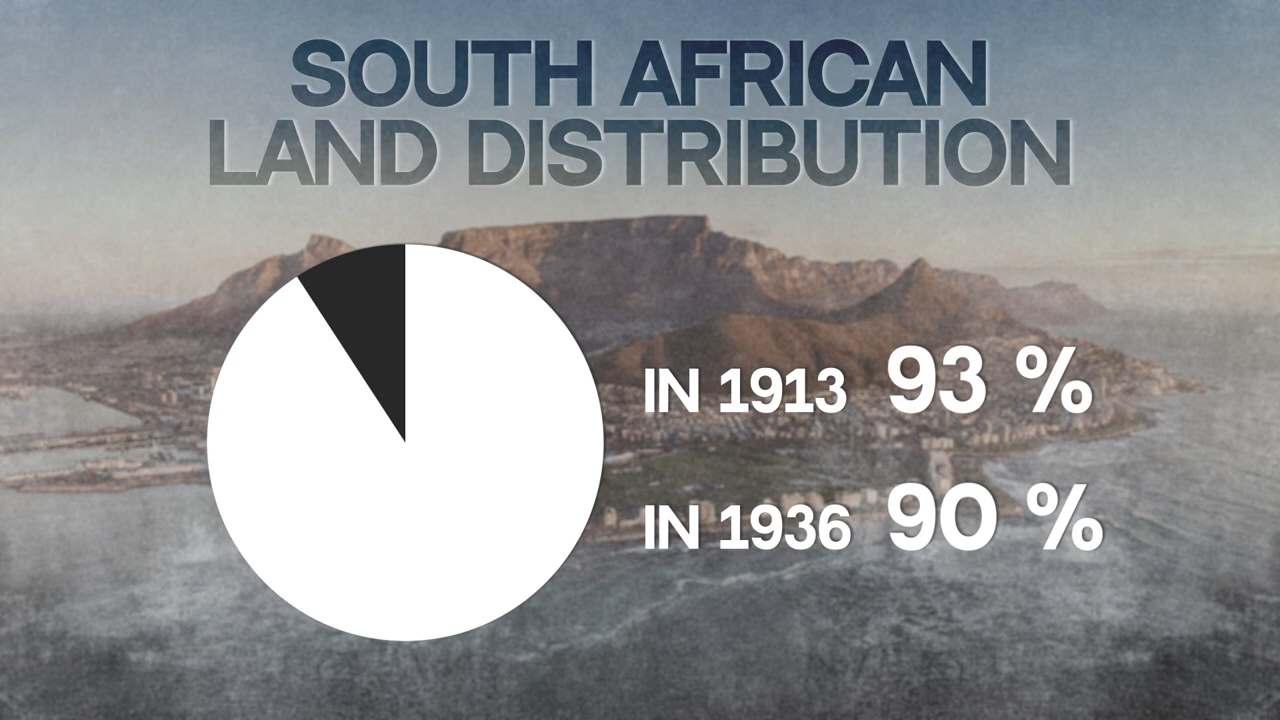 SOUTH AFRICAN
LAND DISTRIBUTION
IN 1913 93 %
IN 1936 90 %